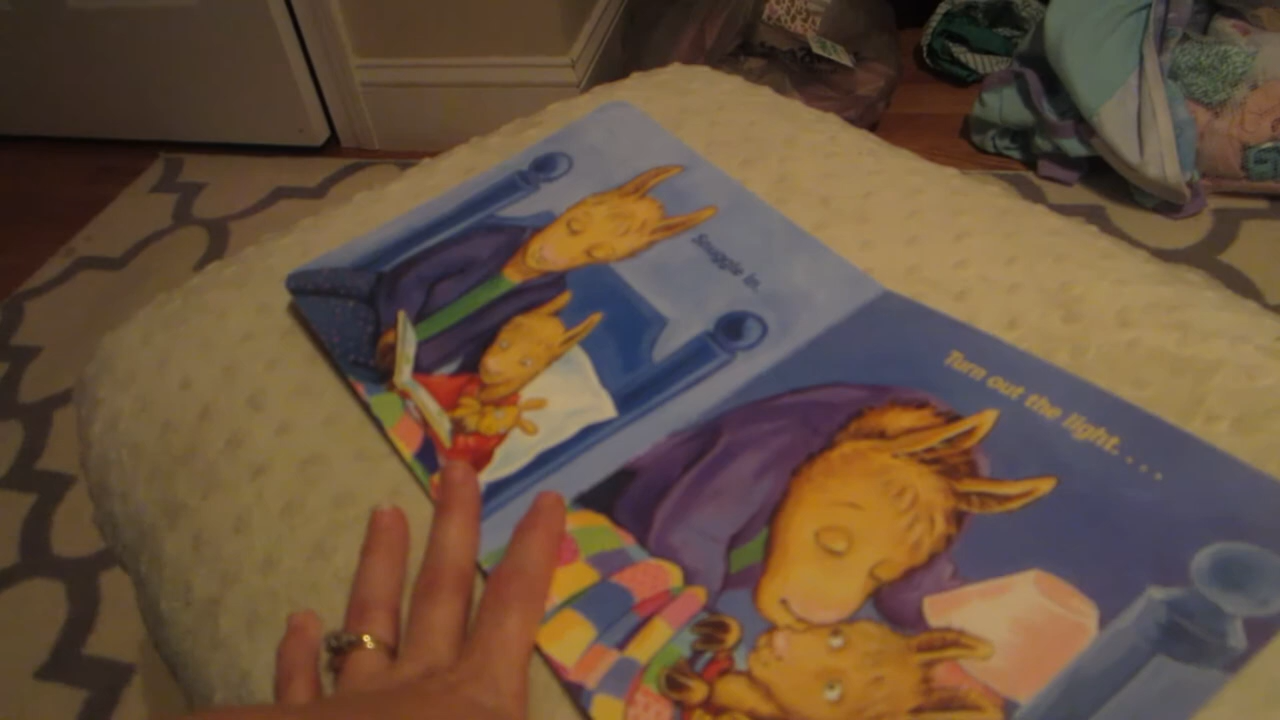 Snuggle in.
Turn out the light. . . .